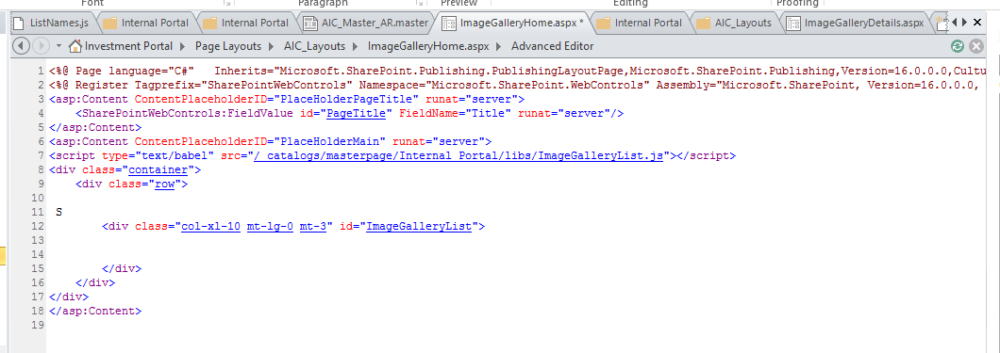 Font Paragraph Preview Editing Proofing
ListNames.js Internal Portal Internal Portal AIC_Master_AR.master ImageGalleryHome.aspx * Internal Portal AIC_Layouts ImageGalleryDetails.aspx
Investment Portal Page Layouts AIC_Layouts ImageGalleryHome.aspx Advanced Editor
1 <%@ Page language="C#" Inherits="Microsoft.SharePoint.Publishing.PublishingLayoutPage,Microsoft.SharePoint.Publishing,Version=16.0.0.0,Cultu
2 <%@ Register Tagprefix="SharePointWebControls" Namespace="Microsoft.SharePoint.WebControls" Assembly="Microsoft.SharePoint, Version=16.0.0.0,
3 <asp:Content ContentPlaceholderID="PlaceHolderPageTitle" runat="server">
4 <SharePointWebControls:FieldValue id="PageTitle" FieldName="Title" runat="server"/>
5 </asp:Content>
6 <asp:Content ContentPlaceholderID="PlaceHolderMain" runat="server">
7 <script type="text/babel" src="/_catalogs/masterpage/Internal Portal/libs/ImageGalleryList.js"></script>
8 <div class="container">
9 <div class="row">
10
11 S
12 <div class="col-xl-10 mt-lg-0 mt-3" id="ImageGalleryList">
13
14
15 </div>
16 </div>
17 </div>
18 </asp:Content>
19